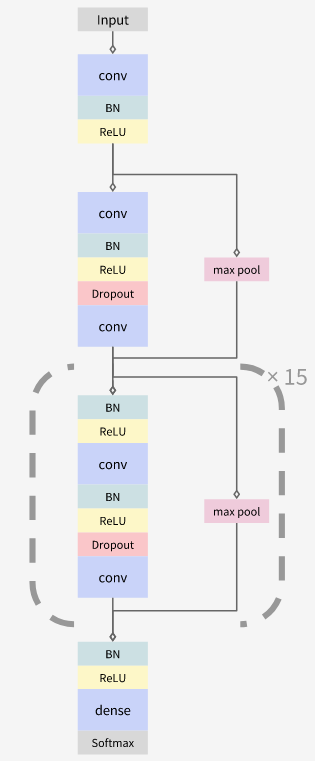 Input
conv
BN
ReLU
conv
BN
ReLU
Dropout
conv
max pool
× 15
BN
ReLU
conv
BN
ReLU
Dropout
conv
max pool
BN
ReLU
dense
Softmax